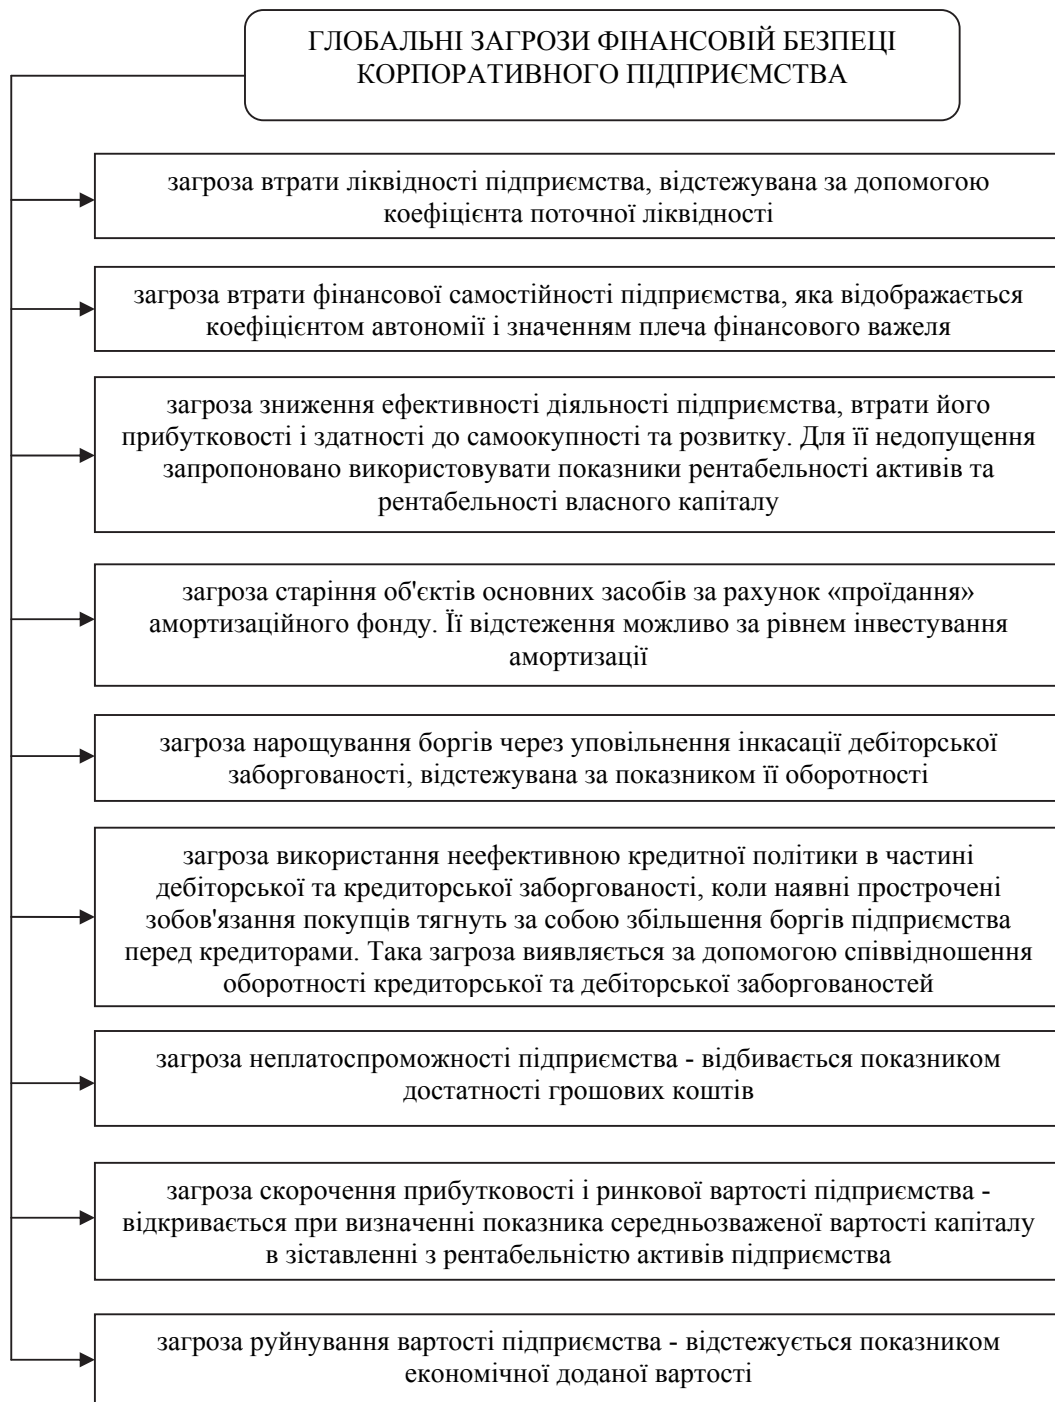 ГЛОБАЛЬНІ ЗАГРОЗИ ФІНАНСОВІЙ БЕЗПЕЦІ
КОРПОРАТИВНОГО ПІДПРИЄМСТВА
загроза втрати ліквідності підприємства, відстежувана за допомогою
коефіцієнта поточної ліквідності
загроза втрати фінансової самостійності підприємства, яка відображається
коефіцієнтом автономії і значенням плеча фінансового важеля
загроза зниження ефективності діяльності підприємства, втрати його
прибутковості і здатності до самоокупності та розвитку. Для її недопущення
запропоновано використовувати показники рентабельності активів та
рентабельності власного капіталу
загроза старіння об'єктів основних засобів за рахунок «проїдання»
амортизаційного фонду. Її відстеження можливо за рівнем інвестування
амортизації
загроза нарощування боргів через уповільнення інкасації дебіторської
заборгованості, відстежувана за показником її оборотності
загроза використання неефективною кредитної політики в частині
дебіторської та кредиторської заборгованості, коли наявні прострочені
зобов'язання покупців тягнуть за собою збільшення боргів підприємства
перед кредиторами. Така загроза виявляється за допомогою співвідношення
оборотності кредиторської та дебіторської заборгованостей
загроза неплатоспроможності підприємства - відбивається показником
достатності грошових коштів
загроза скорочення прибутковості і ринкової вартості підприємства -
відкривається при визначенні показника середньозваженої вартості капіталу
в зіставленні з рентабельністю активів підприємства
загроза руйнування вартості підприємства - відстежується показником
економічної доданої вартості